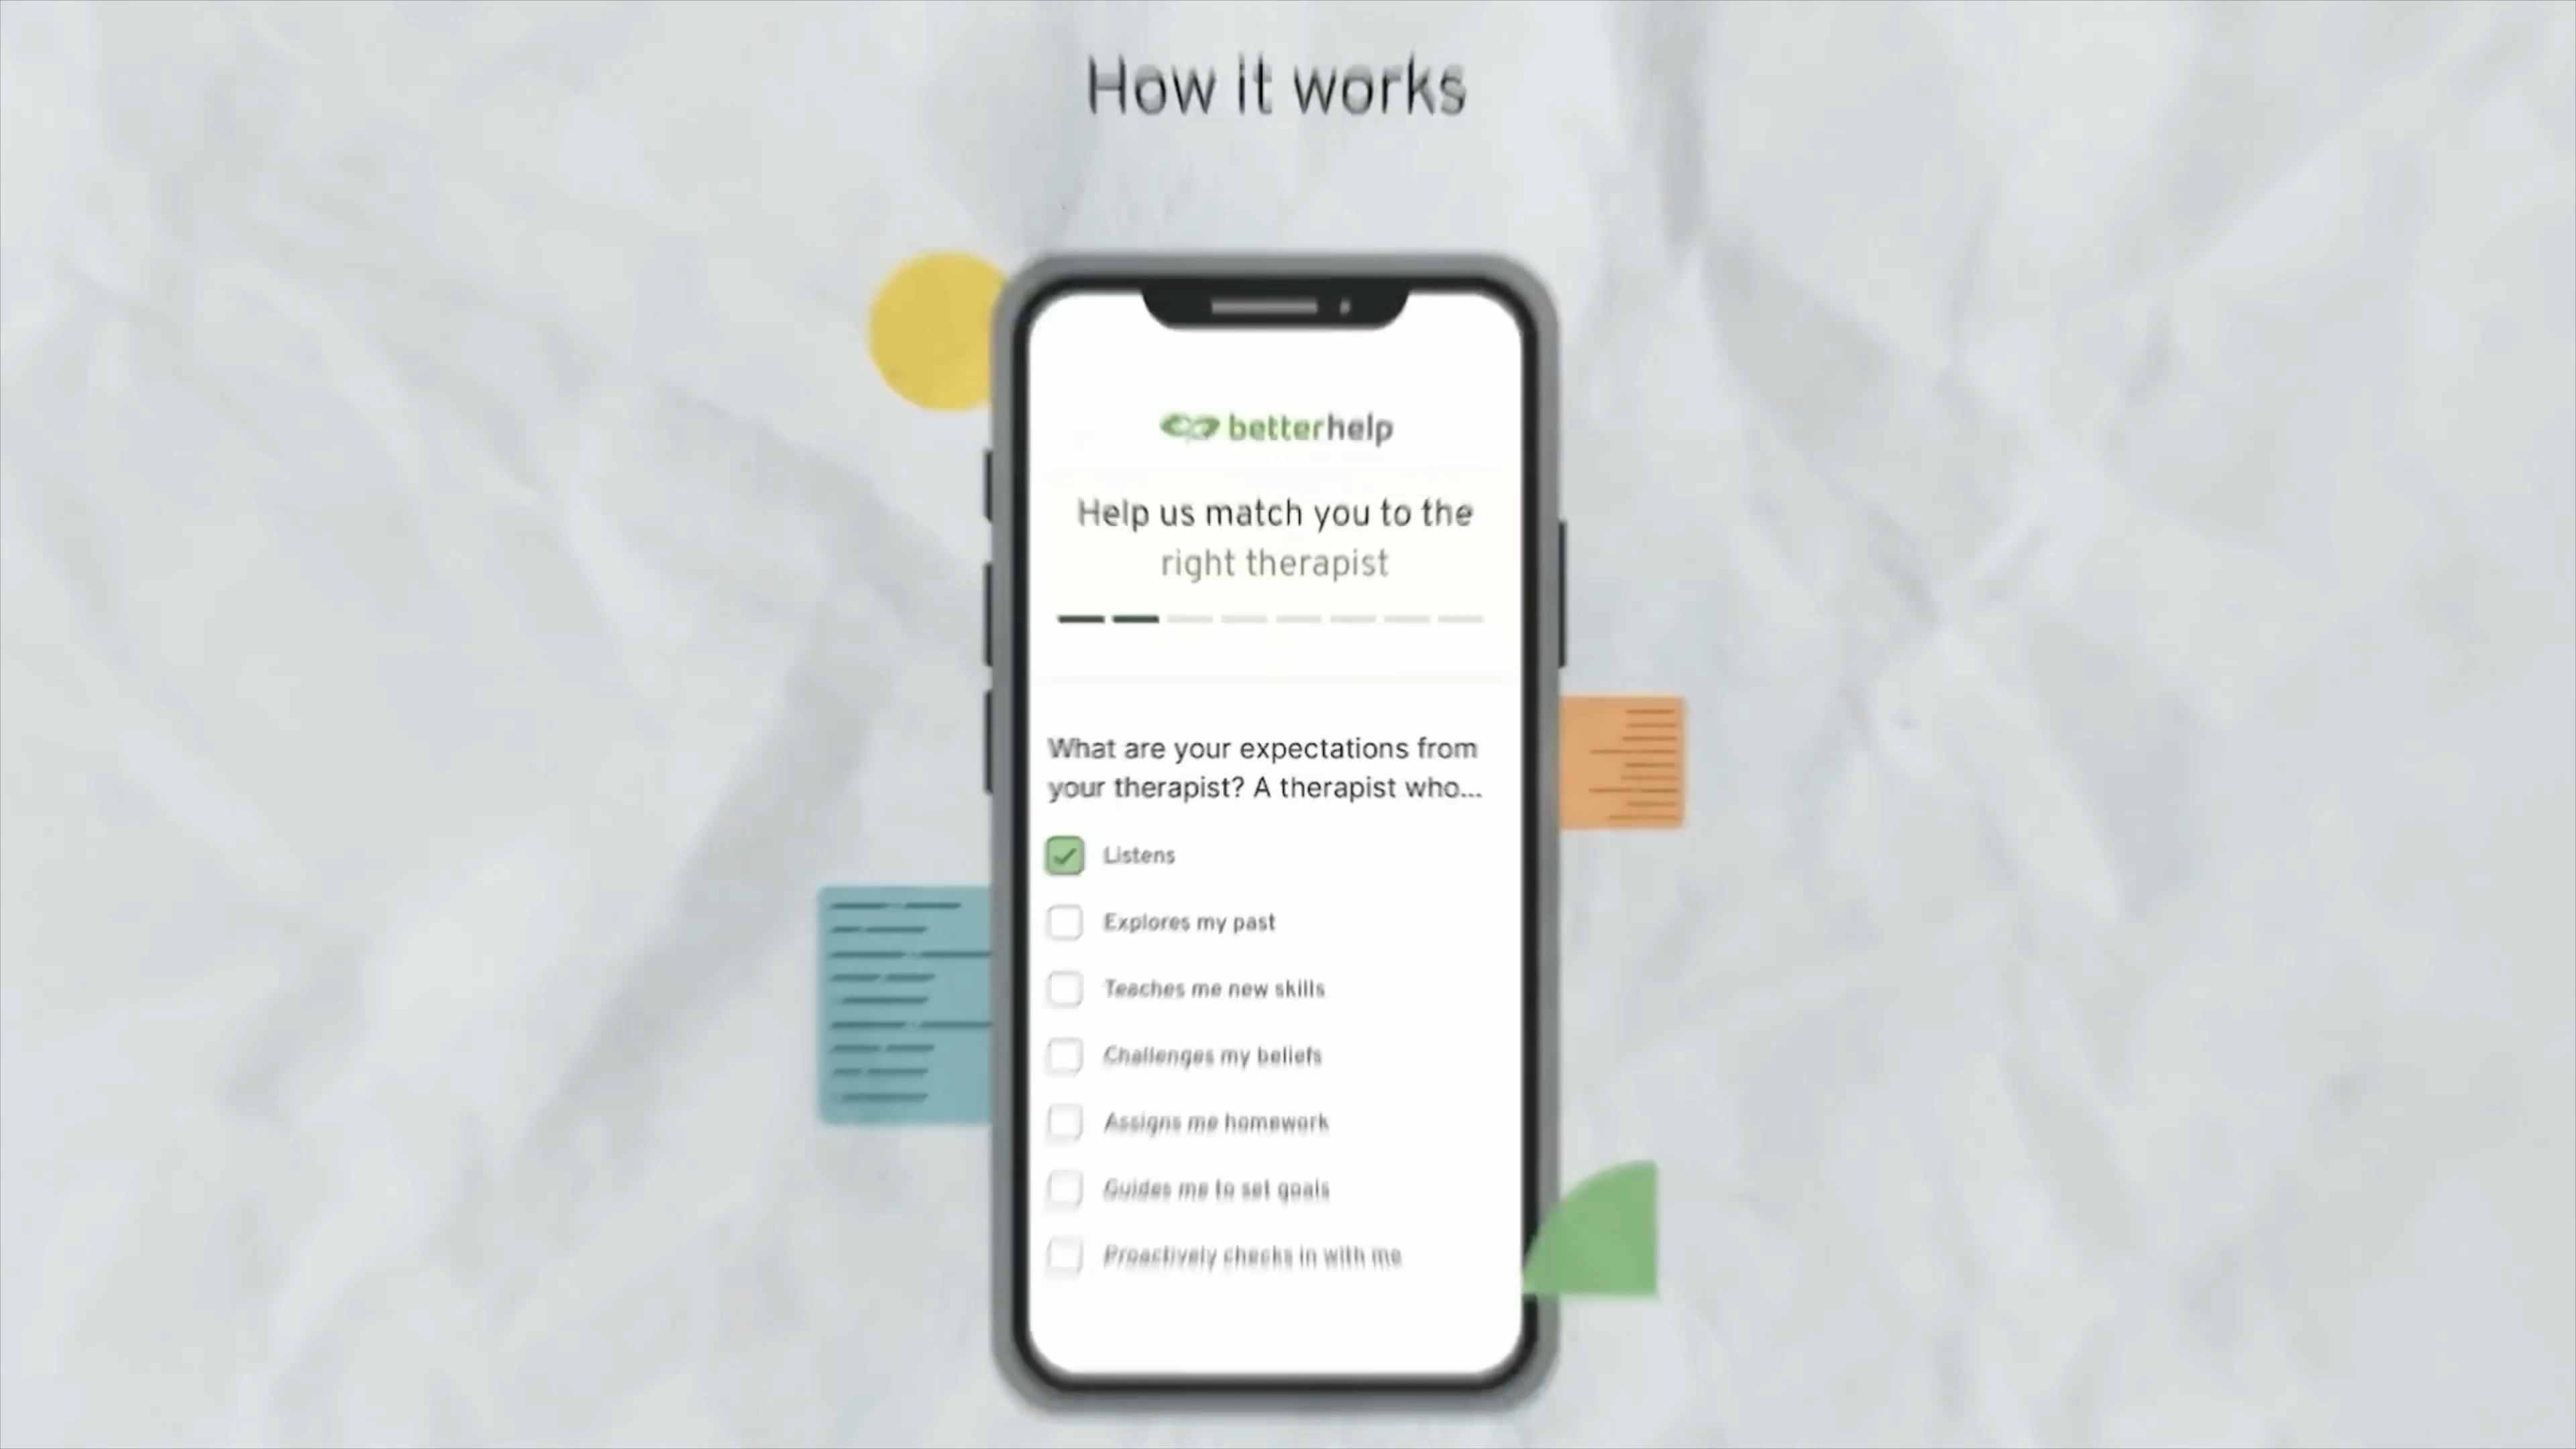 How it works
betterhelp
Help us match you to the
right therapist
What are your expectations from
your therapist? A therapist who...
Listens
Explores my past
Teaches me new skills
Challenges my beliefs
Assigns me homework
Guides me to set goals
Proactively checks in with me